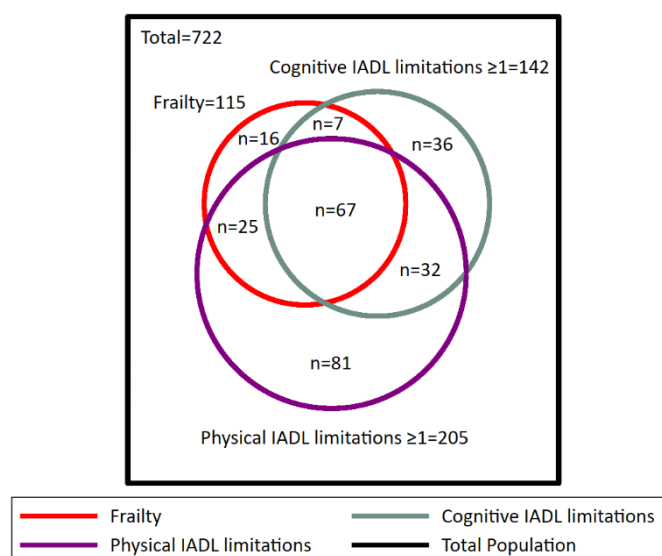 Total=722
Cognitive IADL limitations ≥1=142
Frailty=115
n=7
n=16
n=36
n=67
n=25
n=32
n=81
Physical IADL limitations ≥1=205
Frailty
Cognitive IADL limitations
Physical IADL limitations
Total Population